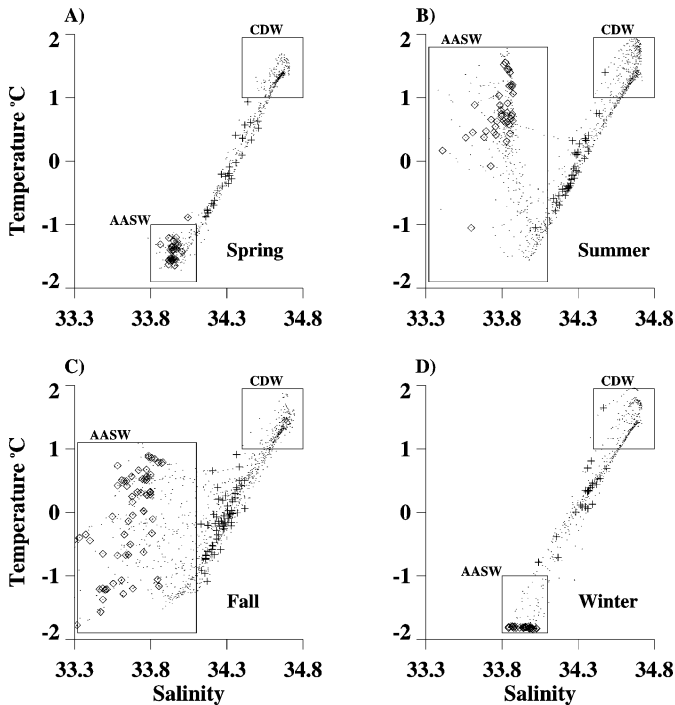 A)
CDW
2
1
0
-1
-2
AASW
Spring
33.3 33.8 34.3 34.8
Temperature °C
B)
AASW
CDW
2
1
0
-1
-2
Summer
33.3 33.8 34.3 34.8
C)
AASW
CDW
2
1
0
-1
-2
Fall
33.3 33.8 34.3 34.8
Temperature °C
Salinity
D)
CDW
2
1
0
-1
-2
AASW
Winter
33.3 33.8 34.3 34.8
Salinity